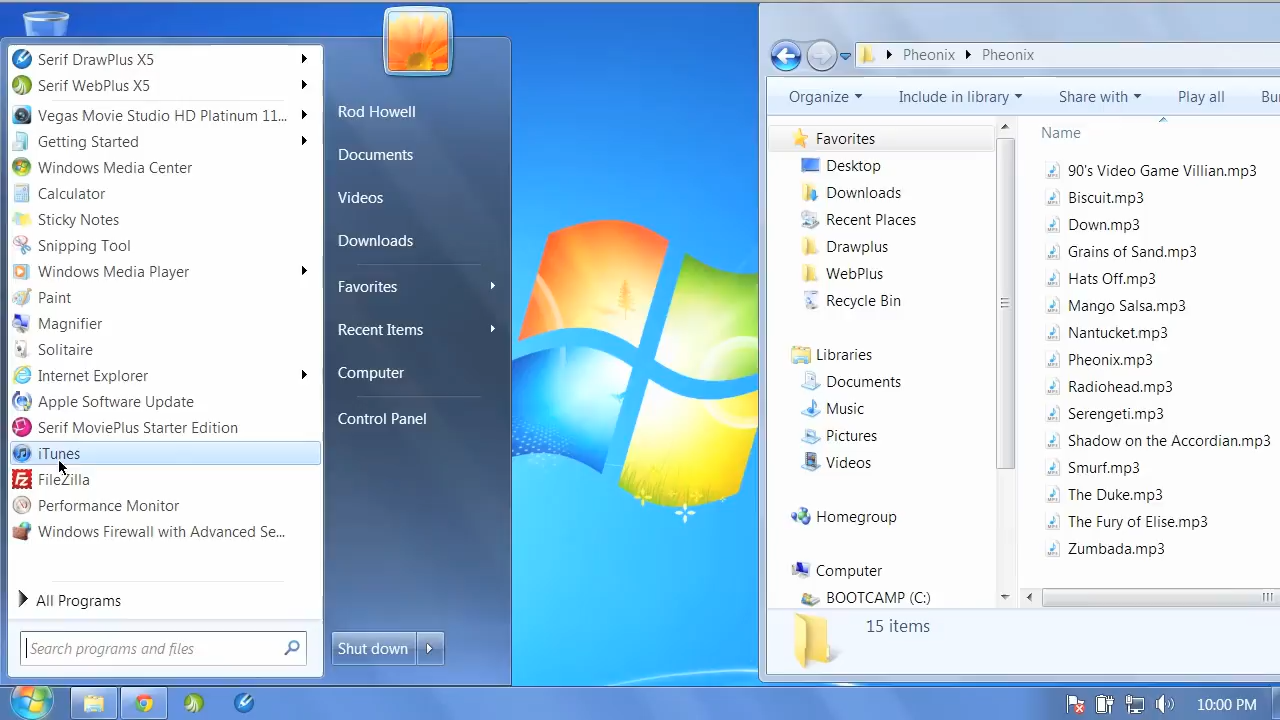 Serif DrawPlus X5
Serif WebPlus X5
Vegas Movie Studio HD Platinum 11...
Getting Started
Windows Media Center
Calculator
Sticky Notes
Snipping Tool
Windows Media Player
Paint
Magnifier
Solitaire
Internet Explorer
Apple Software Update
Serif MoviePlus Starter Edition
iTunes
FileZilla
Performance Monitor
Windows Firewall with Advanced Se...
All Programs
Search programs and files
Rod Howell
Documents
Videos
Downloads
Favorites
Recent Items
Computer
Control Panel
Shut down
Pheonix Pheonix
Organize Include in library Share with Play all Bu
Favorites
Desktop
Downloads
Recent Places
Drawplus
WebPlus
Recycle Bin
Libraries
Documents
Music
Pictures
Videos
Homegroup
Computer
BOOTCAMP (C:)
Name
90's Video Game Villian.mp3
Biscuit.mp3
Down.mp3
Grains of Sand.mp3
Hats Off.mp3
Mango Salsa.mp3
Nantucket.mp3
Pheonix.mp3
Radiohead.mp3
Serengeti.mp3
Shadow on the Accordian.mp3
Smurf.mp3
The Duke.mp3
The Fury of Elise.mp3
Zumbada.mp3
15 items
10:00 PM